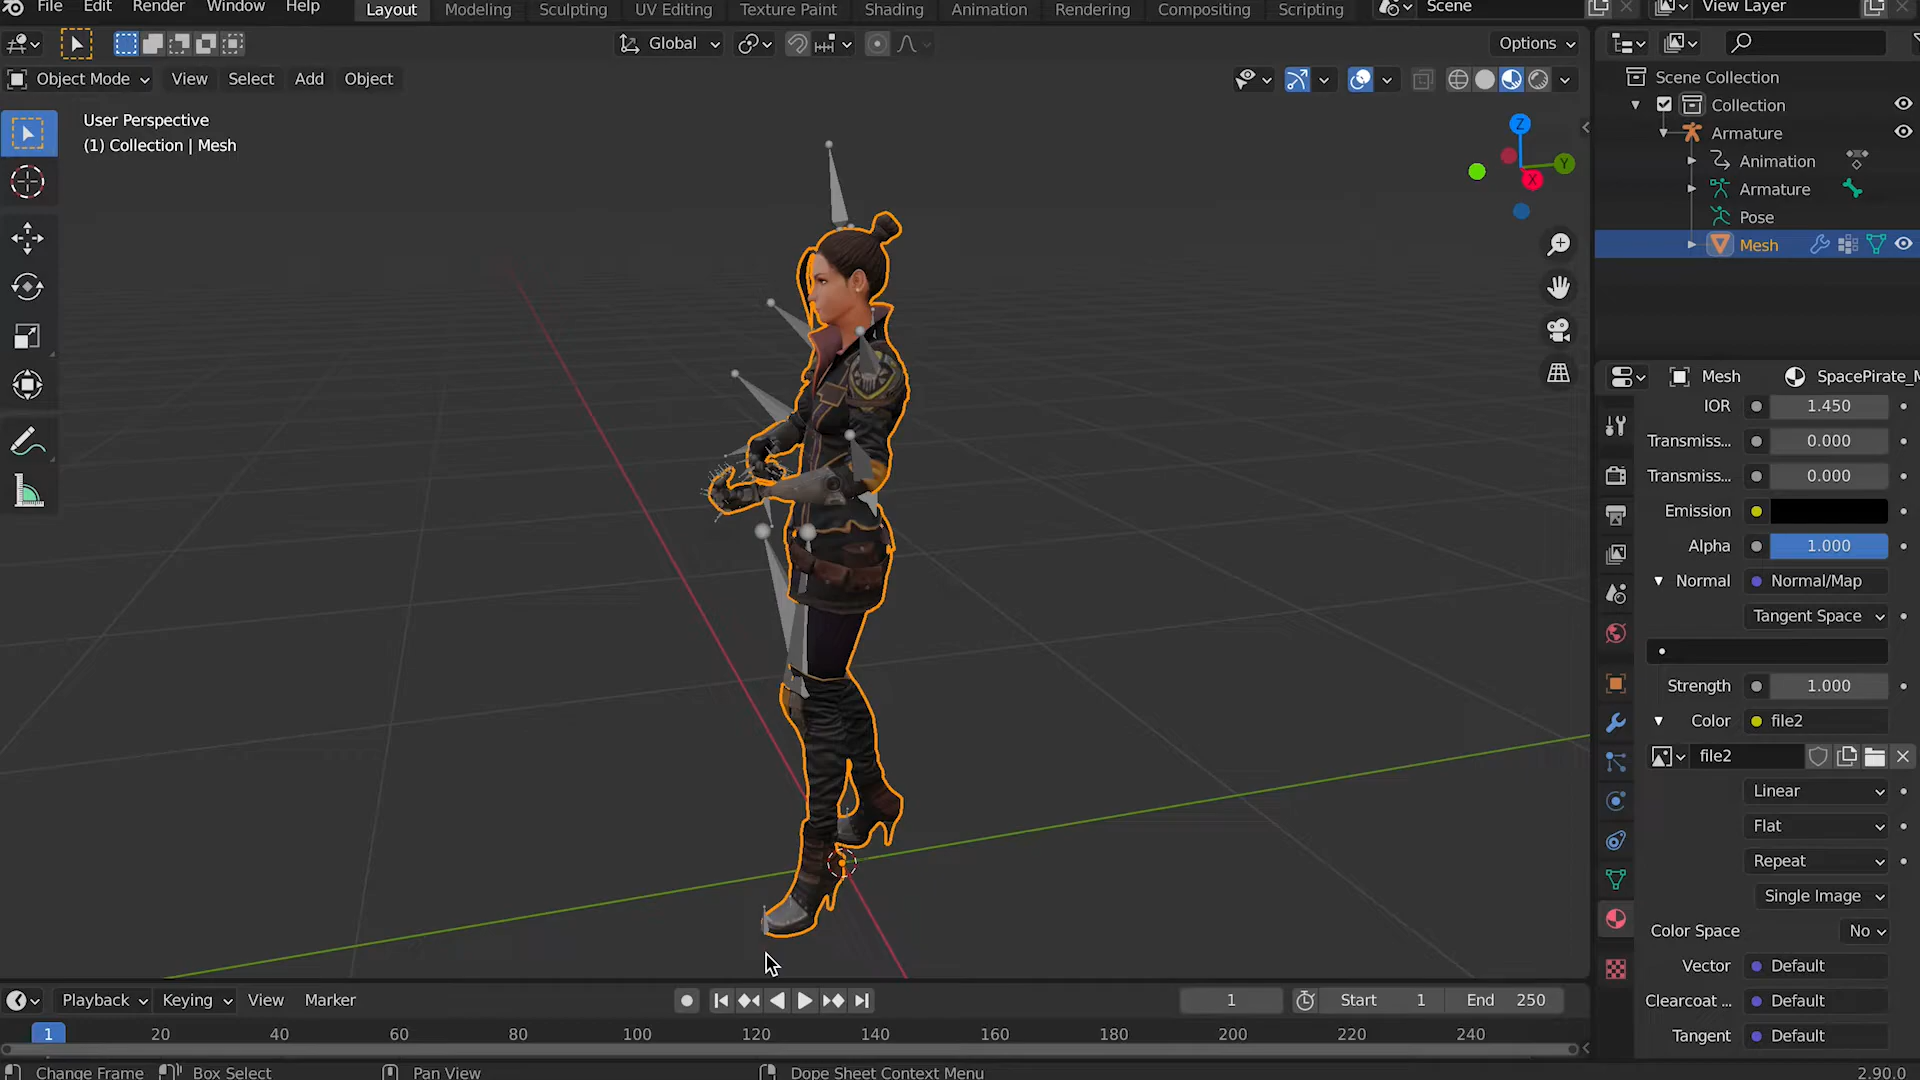 File Edit Render Window Help Layout Modeling Sculpting UV Editing Texture Paint Shading Animation Rendering Compositing Scripting Scene View Layer
Global Options
Object Mode View Select Add Object
User Perspective
(1) Collection | Mesh
Z
Y
X
Scene Collection
Collection
Armature
Animation
Armature
Pose
Mesh
Mesh SpacePirate_M
IOR 1.450
Transmiss... 0.000
Transmiss... 0.000
Emission
Alpha 1.000
Normal Normal/Map
Tangent Space
Strength 1.000
Color file2
file2
Linear
Flat
Repeat
Single Image
Color Space No
Vector Default
Clearcoat ... Default
Tangent Default
Playback Keying View Marker 1 Start 1 End 250
1 20 40 60 80 100 120 140 160 180 200 220 240
Change Frame Box Select Pan View Dope Sheet Context Menu 2.90.0